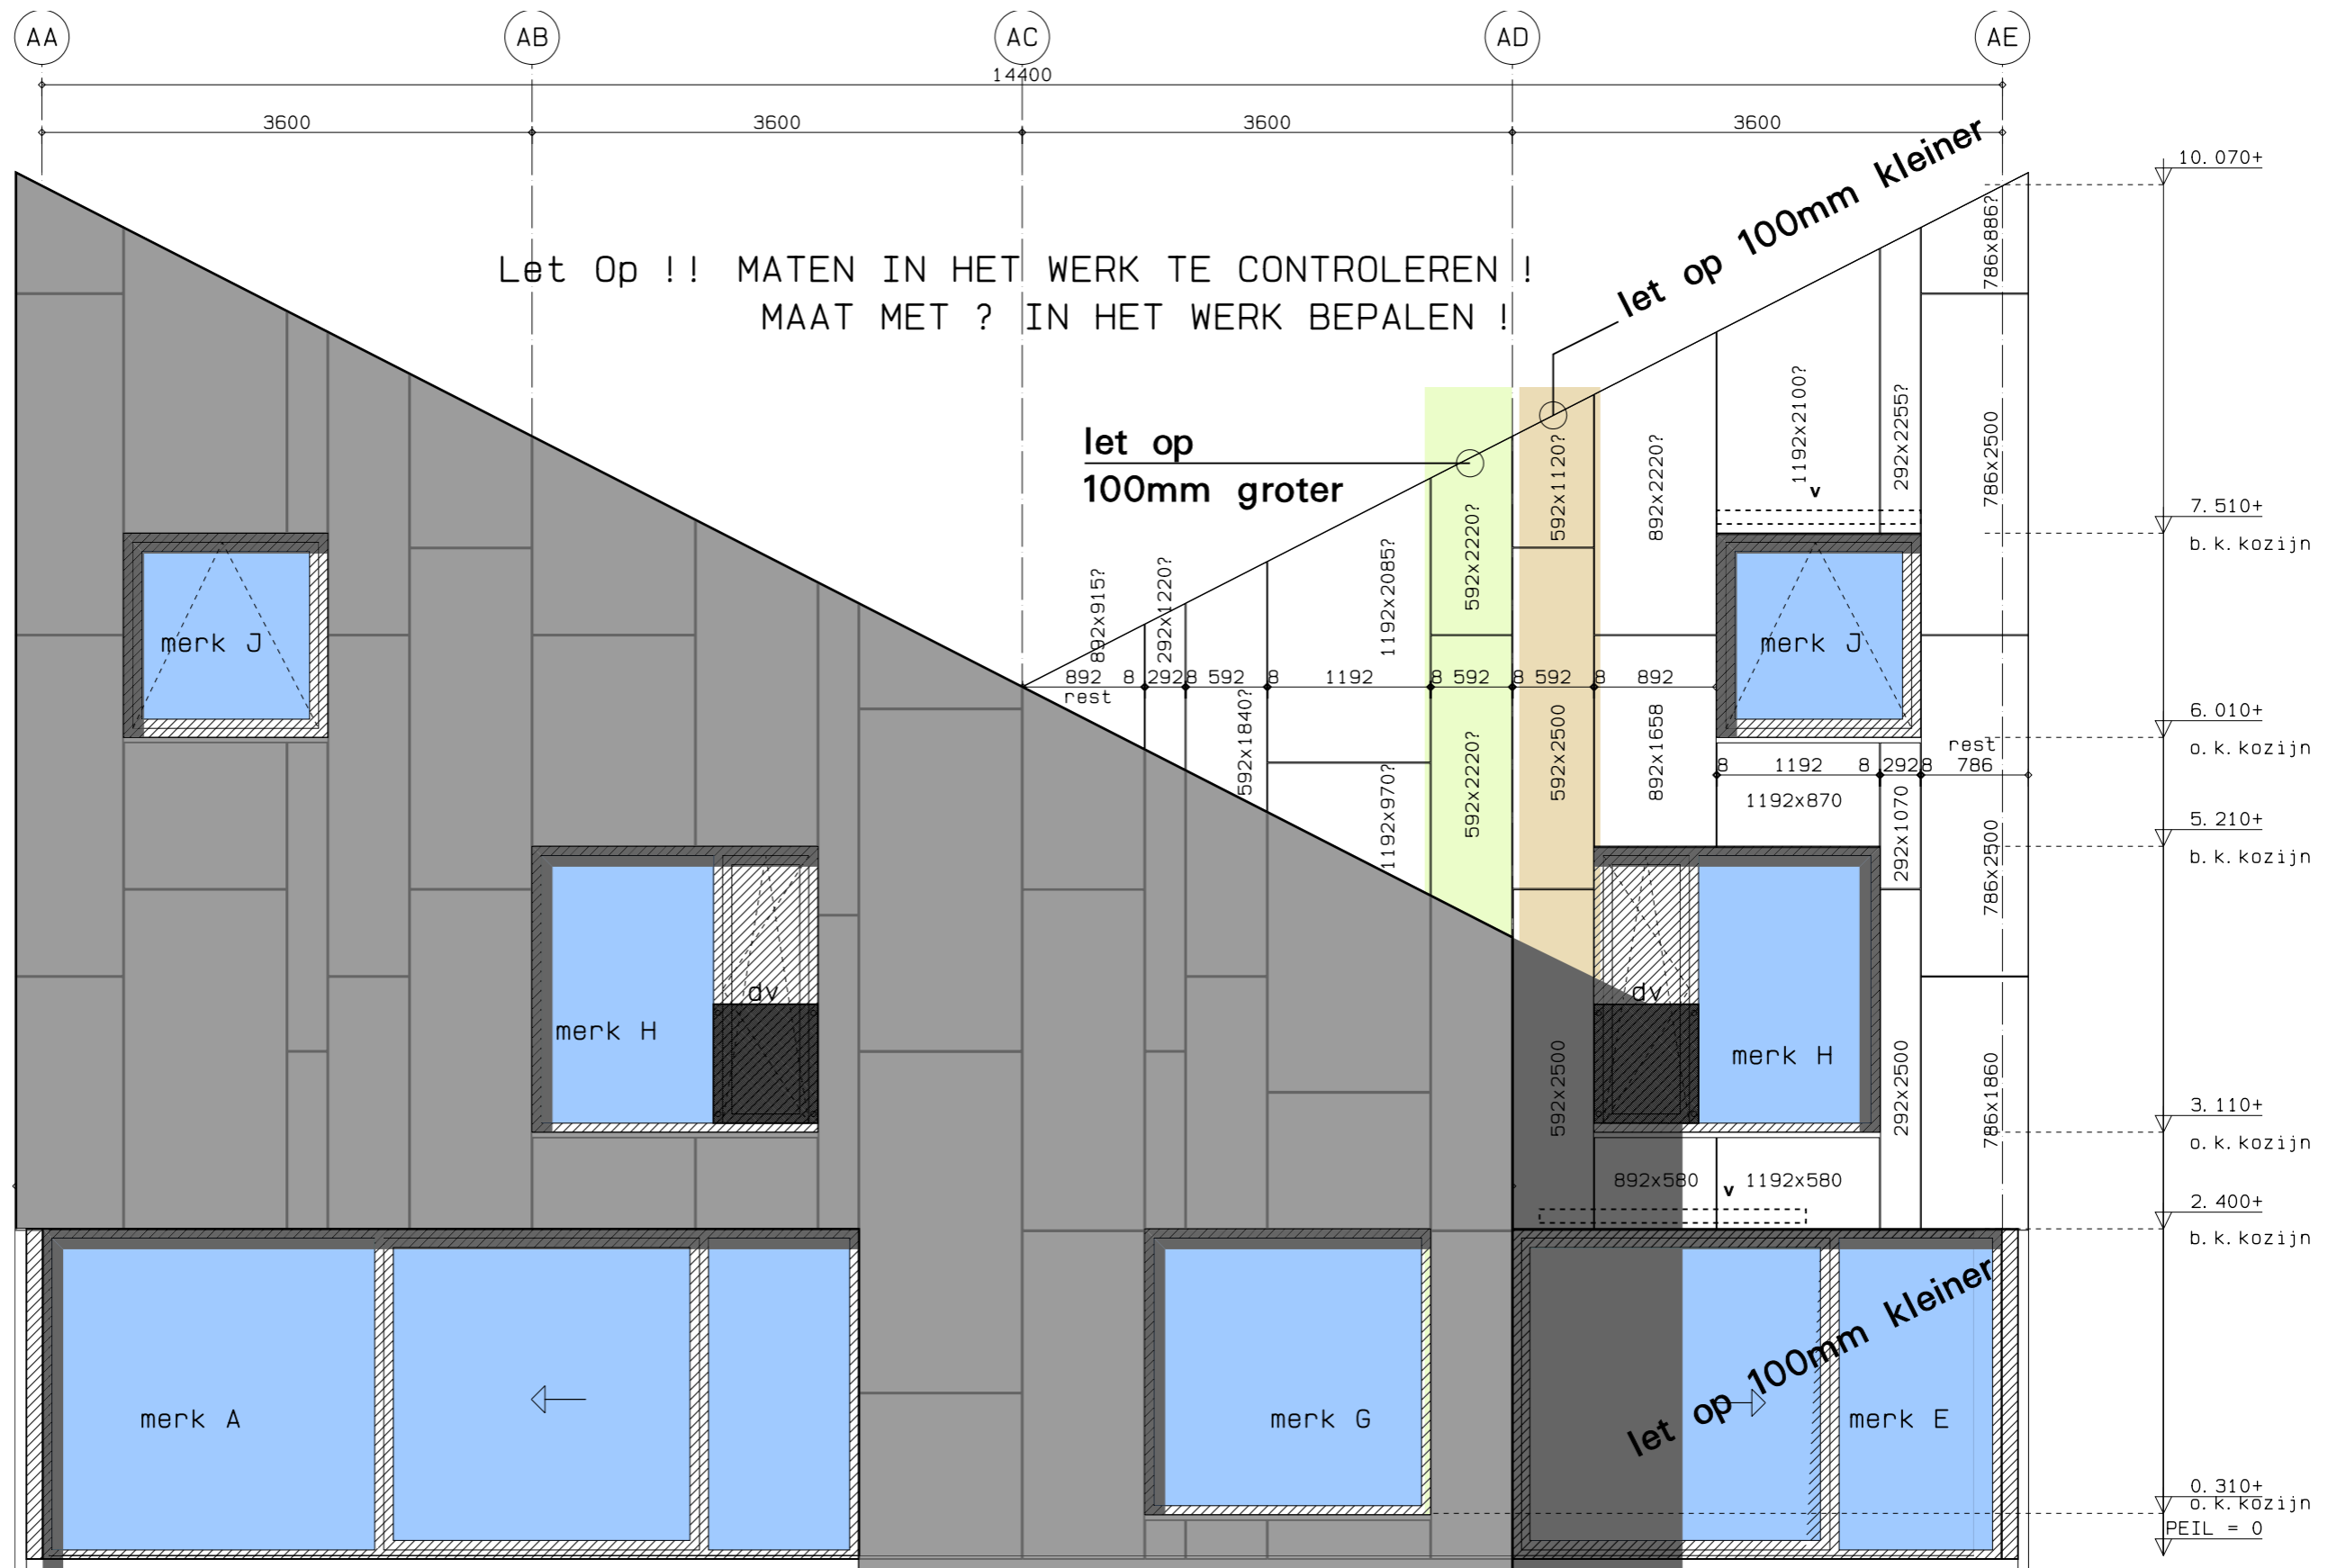 AA AB AC AD AE
14400
3600 3600 3600 3600
let op 100mm kleiner
10.070+
786x886?
Let Op !! MATEN IN HET WERK TE CONTROLEREN !
MAAT MET ? IN HET WERK BEPALEN !
let op
100mm groter
592x1120?
892x2220?
1192x2100?
v
292x2255?
786x2500
7.510+
b.k.kozijn
892x915?
292x1220?
1192x2085?
592x2220?
merk J
merk J
892 8 292 8 592 8 1192 8 592 8 592 8 892
rest
6.010+
o.k.kozijn
592x1840?
1192x970?
592x2220?
592x2500
892x1658
rest
8 1192 8 292 8 786
1192x870
292x1070
786x2500
5.210+
b.k.kozijn
dv
merk H
dv
merk H
592x2500
292x2500
786x1860
3.110+
o.k.kozijn
892x580
v
1192x580
2.400+
b.k.kozijn
let op 100mm kleiner
merk A
merk G
merk E
0.310+
o.k.kozijn
PEIL = 0